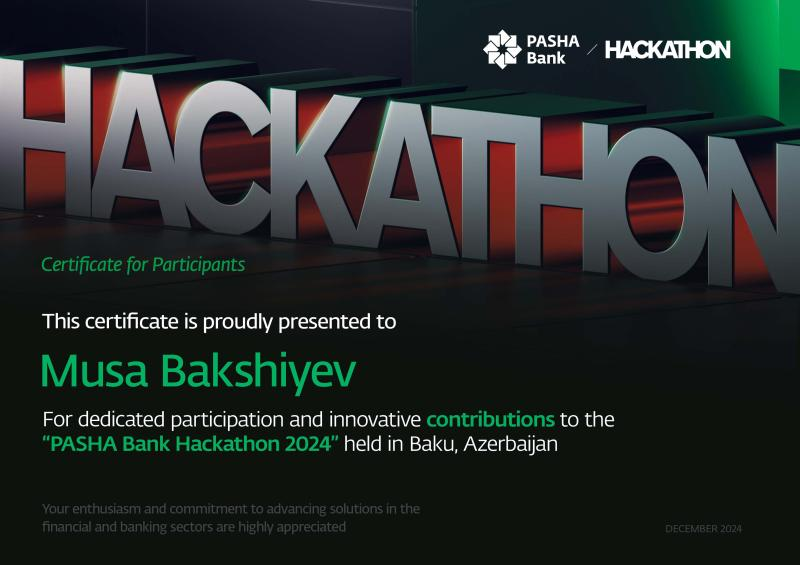 PASHA
Bank / HACKATHON
HACKATHON
Certificate for Participants
This certificate is proudly presented to
Musa Bakshiyev
For dedicated participation and innovative contributions to the
“PASHA Bank Hackathon 2024” held in Baku, Azerbaijan
Your enthusiasm and commitment to advancing solutions in the
financial and banking sectors are highly appreciated
DECEMBER 2024